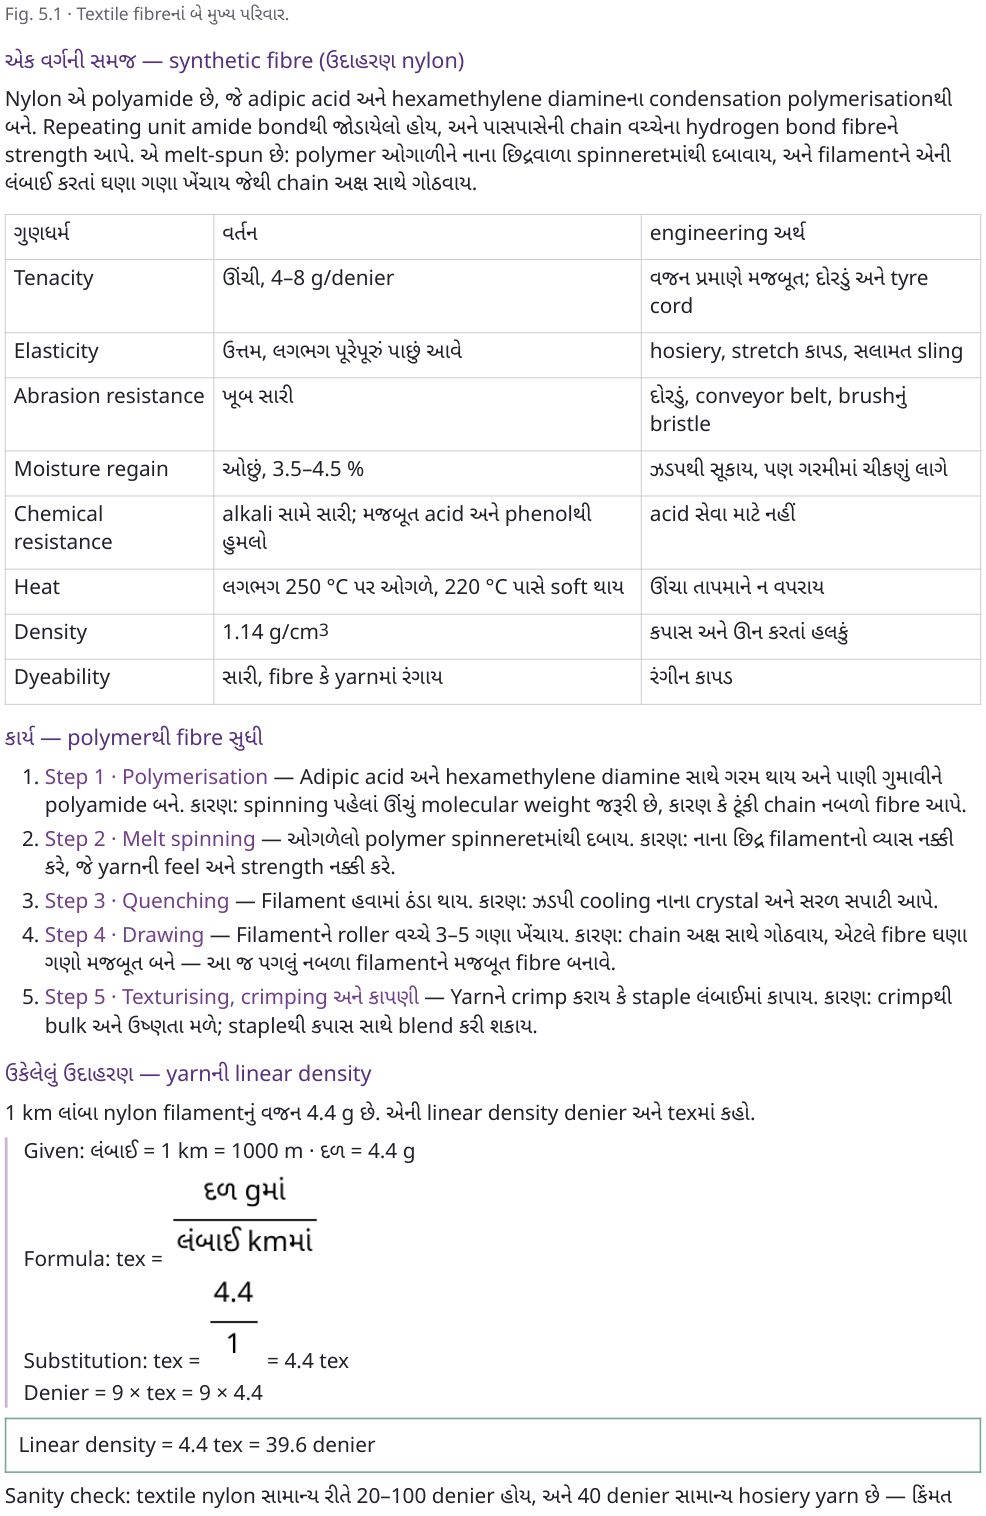 Fig. 5.1 · Textile fibreનાં બે મુખ્ય પરિવાર.
એક વર્ગની સમજ — synthetic fibre (ઉદાહરણ nylon)
Nylon એ polyamide છે, જે adipic acid અને hexamethylene diamineના condensation polymerisationથી
બને. Repeating unit amide bondથી જોડાયેલો હોય, અને પાસપાસેની chain વચ્ચેના hydrogen bond fibreને
strength આપે. એ melt-spun છે: polymer ઓગાળીને નાના છિદ્રવાળા spinneretમાંથી દબાવાય, અને filamentને એની
લંબાઈ કરતાં ઘણા ગણા ખેંચાય જેથી chain અક્ષ સાથે ગોઠવાય.
ગુણધર્મ વર્તન engineering અર્થ
Tenacity ઊંચી, 4–8 g/denier વજન પ્રમાણે મજબૂત; દોરડું અને tyre
cord
Elasticity ઉત્તમ, લગભગ પૂરેપૂરું પાછું આવે hosiery, stretch કાપડ, સલામત sling
Abrasion resistance ખૂબ સારી દોરડું, conveyor belt, brushનું
bristle
Moisture regain ઓછું, 3.5–4.5 % ઝડપથી સૂકાય, પણ ગરમીમાં ચીકણું લાગે
Chemical alkali સામે સારી; મજબૂત acid અને phenolથી acid સેવા માટે નહીં
resistance હુમલો
Heat લગભગ 250 °C પર ઓગળે, 220 °C પાસે soft થાય ઊંચા તાપમાને ન વપરાય
Density 1.14 g/cm3 કપાસ અને ઊન કરતાં હલકું
Dyeability સારી, fibre કે yarnમાં રંગાય રંગીન કાપડ
કાર્ય — polymerથી fibre સુધી
1. Step 1 · Polymerisation — Adipic acid અને hexamethylene diamine સાથે ગરમ થાય અને પાણી ગુમાવીને
polyamide બને. કારણ: spinning પહેલાં ઊંચું molecular weight જરૂરી છે, કારણ કે ટૂંકી chain નબળો fibre આપે.
2. Step 2 · Melt spinning — ઓગળેલો polymer spinneretમાંથી દબાય. કારણ: નાના છિદ્ર filamentનો વ્યાસ નક્કી
કરે, જે yarnની feel અને strength નક્કી કરે.
3. Step 3 · Quenching — Filament હવામાં ઠંડા થાય. કારણ: ઝડપી cooling નાના crystal અને સરળ સપાટી આપે.
4. Step 4 · Drawing — Filamentને roller વચ્ચે 3–5 ગણા ખેંચાય. કારણ: chain અક્ષ સાથે ગોઠવાય, એટલે fibre ઘણા
ગણો મજબૂત બને — આ જ પગલું નબળા filamentને મજબૂત fibre બનાવે.
5. Step 5 · Texturising, crimping અને કાપણી — Yarnને crimp કરાય કે staple લંબાઈમાં કાપાય. કારણ: crimpથી
bulk અને ઉષ્ણતા મળે; stapleથી કપાસ સાથે blend કરી શકાય.
ઉકેલેલું ઉદાહરણ — yarnની linear density
1 km લાંબા nylon filamentનું વજન 4.4 g છે. એની linear density denier અને texમાં કહો.
Given: લંબાઈ = 1 km = 1000 m · દળ = 4.4 g
દળ gમાં
Formula: tex = લંબાઈ kmમાં
4.4
Substitution: tex = 1 = 4.4 tex
Denier = 9 × tex = 9 × 4.4
Linear density = 4.4 tex = 39.6 denier
Sanity check: textile nylon સામાન્ય રીતે 20–100 denier હોય, અને 40 denier સામાન્ય hosiery yarn છે — કિંમત